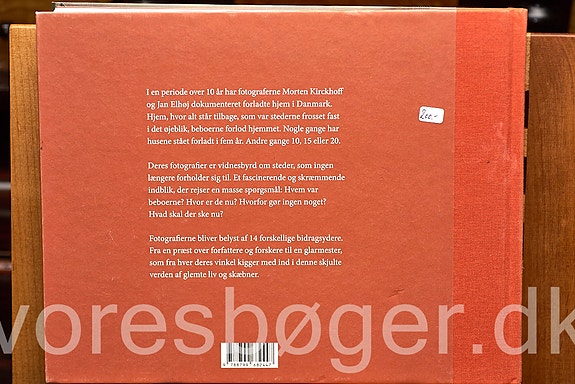 I en periode over 10 år har fotograferne Morten Kirckhoff
og Jan Elhøj dokumenteret forladte hjem i Danmark.
Hjem, hvor alt står tilbage, som var stederne frosset fast
i det øjeblik, beboerne forlod hjemmet. Nogle gange har
husene stået forladt i fem år. Andre gange 10, 15 eller 20.
200,-
Deres fotografier er vidnesbyrd om steder, som ingen
længere forholder sig til. Et fascinerende og skræmmende
indblik, der rejser en masse spørgsmål: Hvem var
beboerne? Hvor er de nu? Hvorfor gør ingen noget?
Hvad skal der ske nu?
Fotografierne bliver belyst af 14 forskellige bidragsydere.
Fra en præst over forfattere og forskere til en glarmester,
som fra hver deres vinkel kigger med ind i denne skjulte
verden af glemte liv og skæbner.
voresbøger.dk